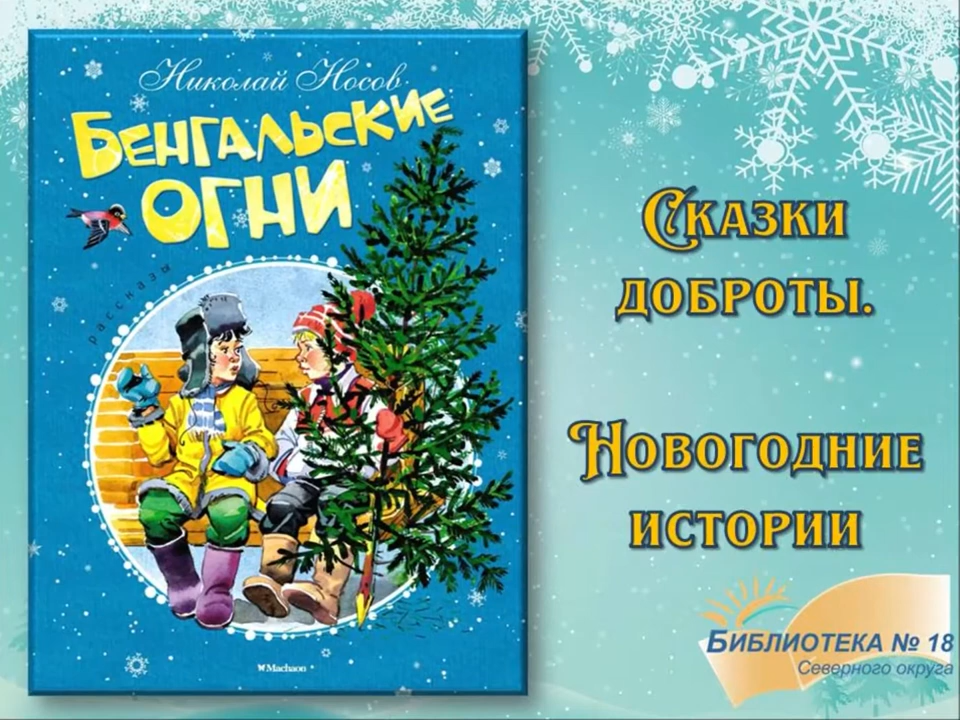 Николай Носов
БЕНГАЛЬСКИЕ
ОГНИ
рассказы
Machaon
Сказки
доброты.
Новогодние
истории
Библиотека № 18
Северного округа